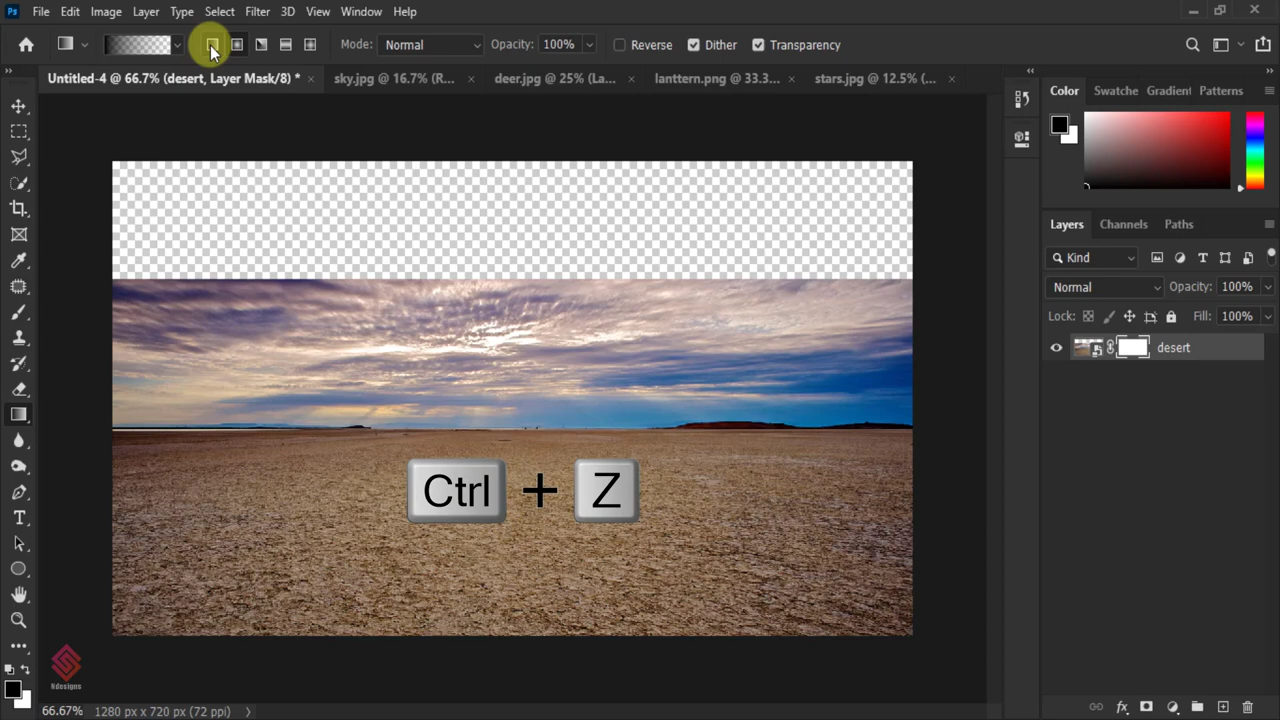 Ps File Edit Image Layer Type Select Filter 3D View Window Help
Mode: Normal Opacity: 100% Reverse Dither Transparency
Untitled-4 @ 66.7% (desert, Layer Mask/8) * × sky.jpg @ 16.7% (R... × deer.jpg @ 25% (La... × lanttern.png @ 33.3... × stars.jpg @ 12.5% (... ×
Color Swatche Gradient Patterns
Layers Channels Paths
Kind
Normal Opacity: 100%
Lock: Fill: 100%
desert
Ctrl + Z
Ndesigns
66.67% 1280 px x 720 px (72 ppi)